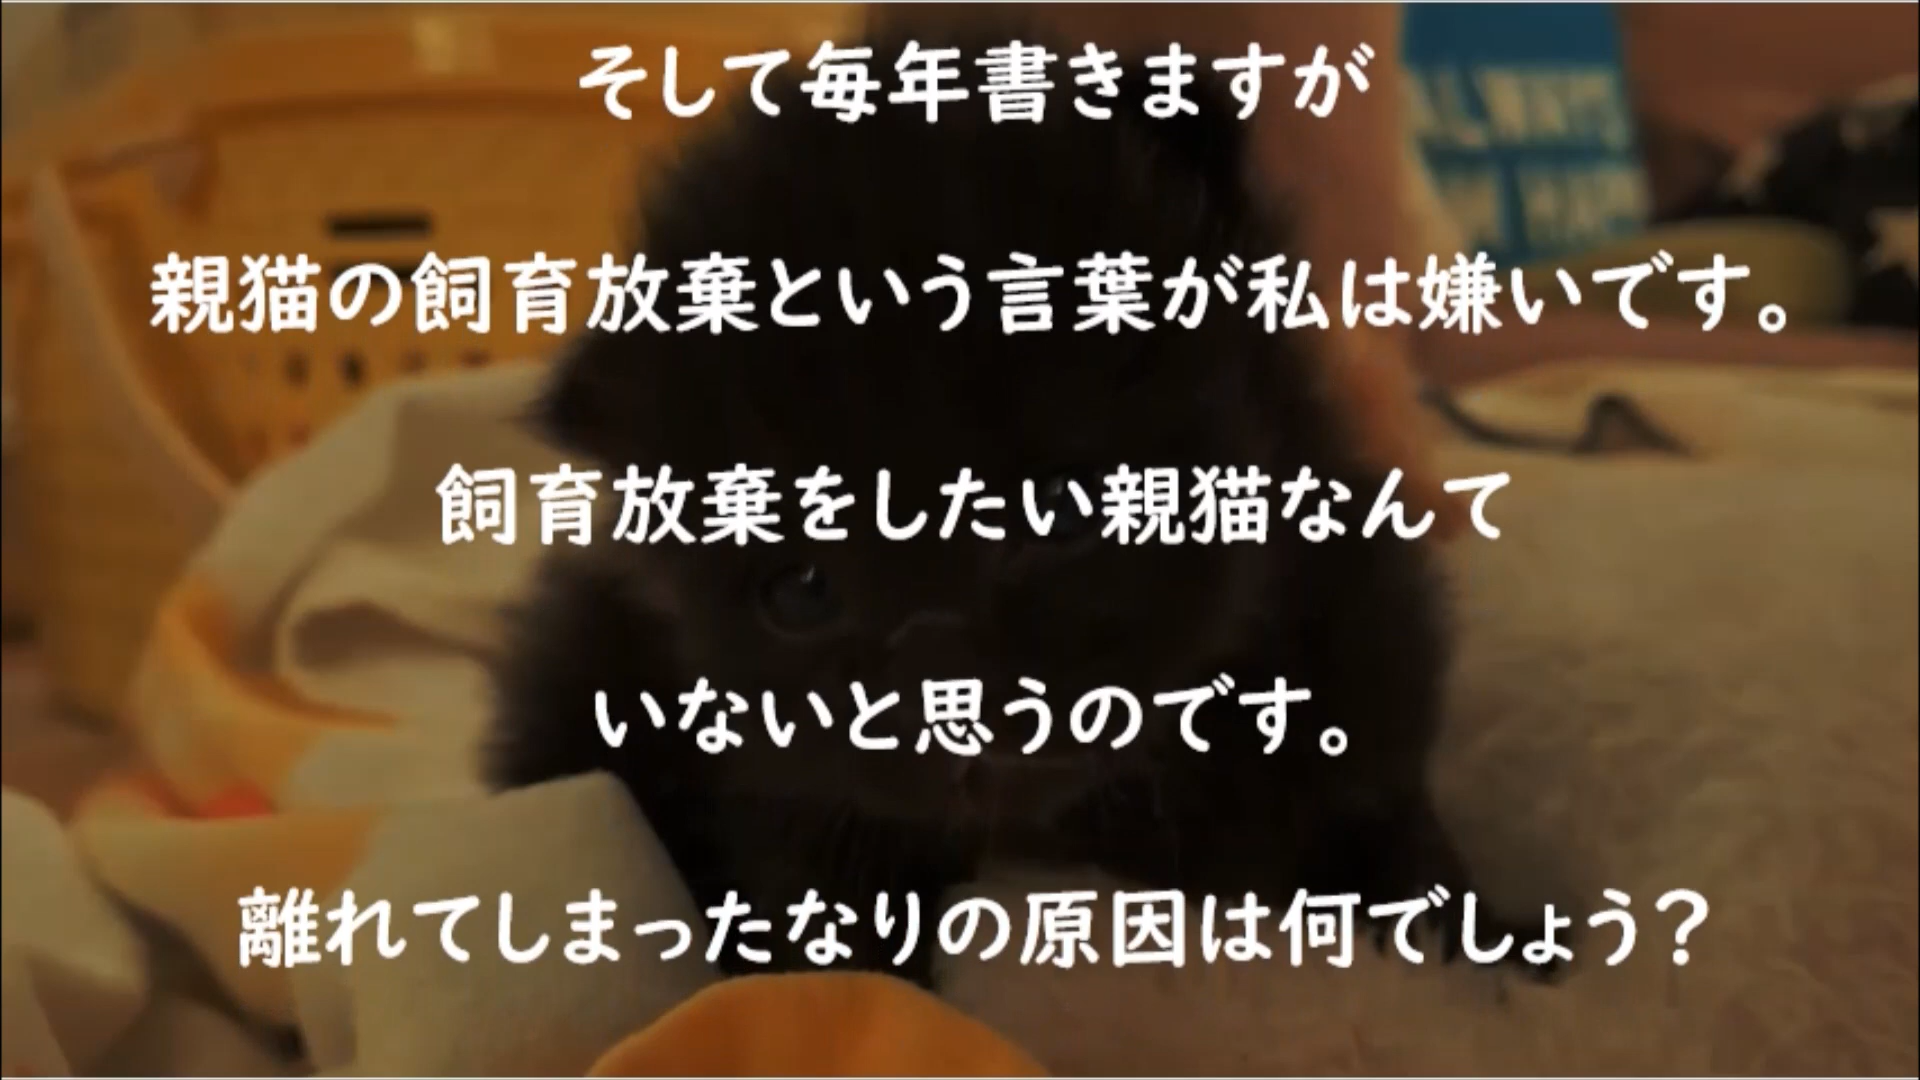 そして毎年書きますが
親猫の飼育放棄という言葉が私は嫌いです。
飼育放棄をしたい親猫なんて
いないと思うのです。
離れてしまったなりの原因は何でしょう?
ALWAYS